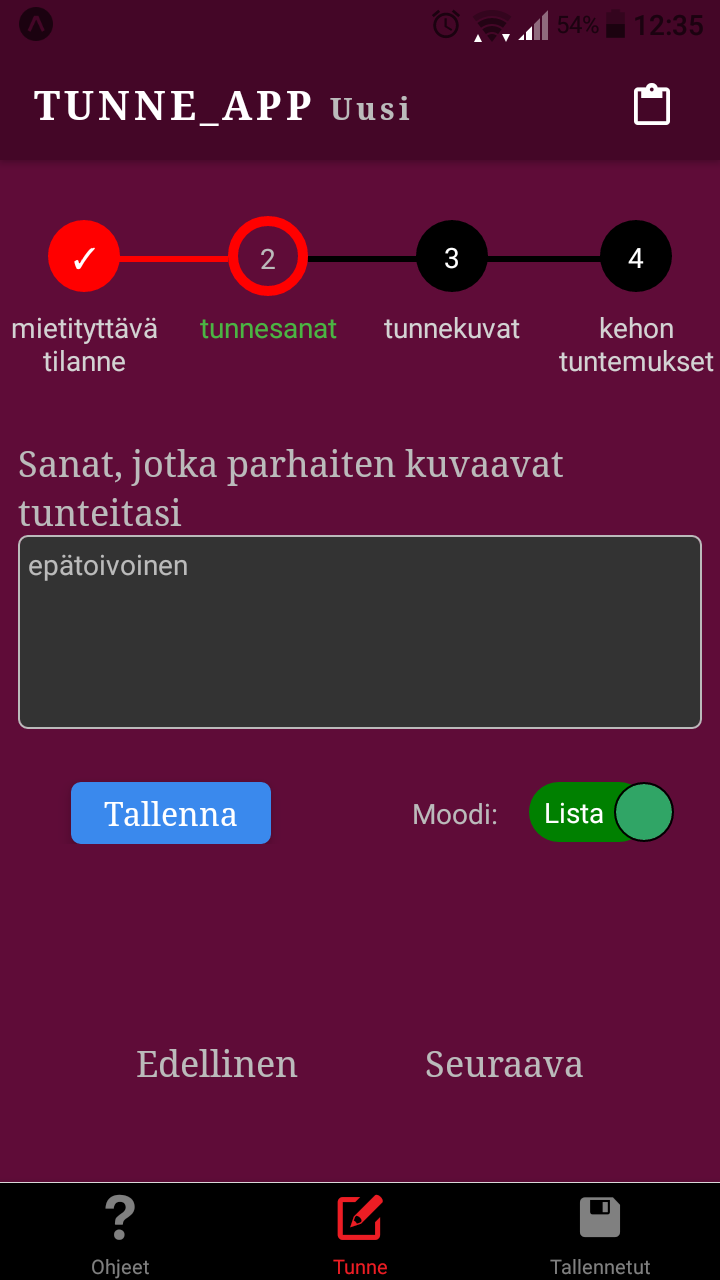 54% 12:35
TUNNE_APP Uusi
✓ 2 3 4
mietityttävä tunnesanat tunnekuvat kehon
tilanne tuntemukset
Sanat, jotka parhaiten kuvaavat
tunteitasi
epätoivoinen
Tallenna Moodi: Lista
Edellinen Seuraava
Ohjeet Tunne Tallennetut